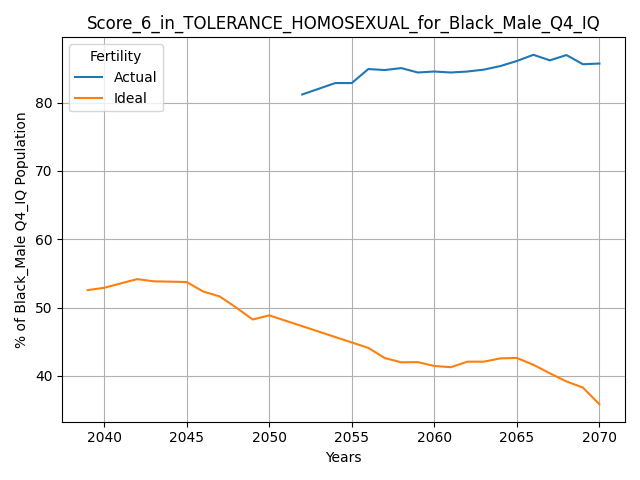 Score_6_in_TOLERANCE_HOMOSEXUAL_for_Black_Male_Q4_IQ
Fertility
Actual
Ideal
% of Black_Male Q4_IQ Population
80
70
60
50
40
2040
2045
2050
2055
2060
2065
2070
Years